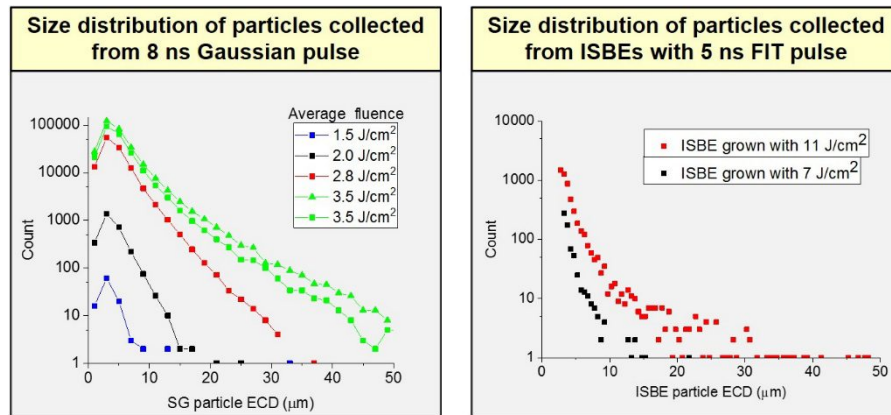 Size distribution of particles collected
from 8 ns Gaussian pulse
Average fluence
1.5 J/cm²
2.0 J/cm²
2.8 J/cm²
3.5 J/cm²
3.5 J/cm²
100000
10000
1000
100
10
1
Count
0 10 20 30 40 50
SG particle ECD (μm)
Size distribution of particles collected
from ISBEs with 5 ns FIT pulse
ISBE grown with 11 J/cm²
ISBE grown with 7 J/cm²
10000
1000
100
10
1
Count
0 10 20 30 40 50
ISBE particle ECD (μm)